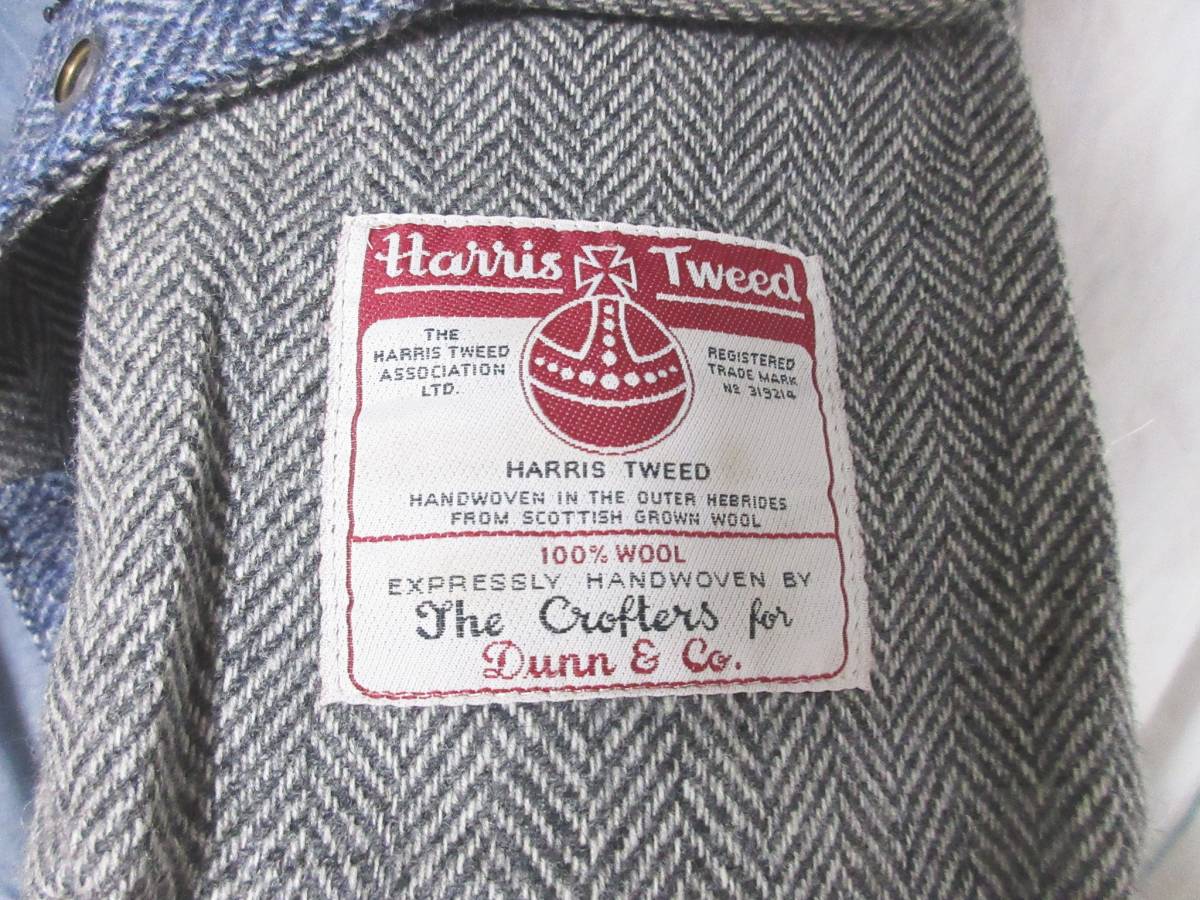 Harris Tweed
THE
HARRIS TWEED
ASSOCIATION
LTD.
REGISTERED
TRADE MARK
No 319214
HARRIS TWEED
HANDWOVEN IN THE OUTER HEBRIDES
FROM SCOTTISH GROWN WOOL
100% WOOL
EXPRESSLY HANDWOVEN BY
The Crofters for
Dunn & Co.